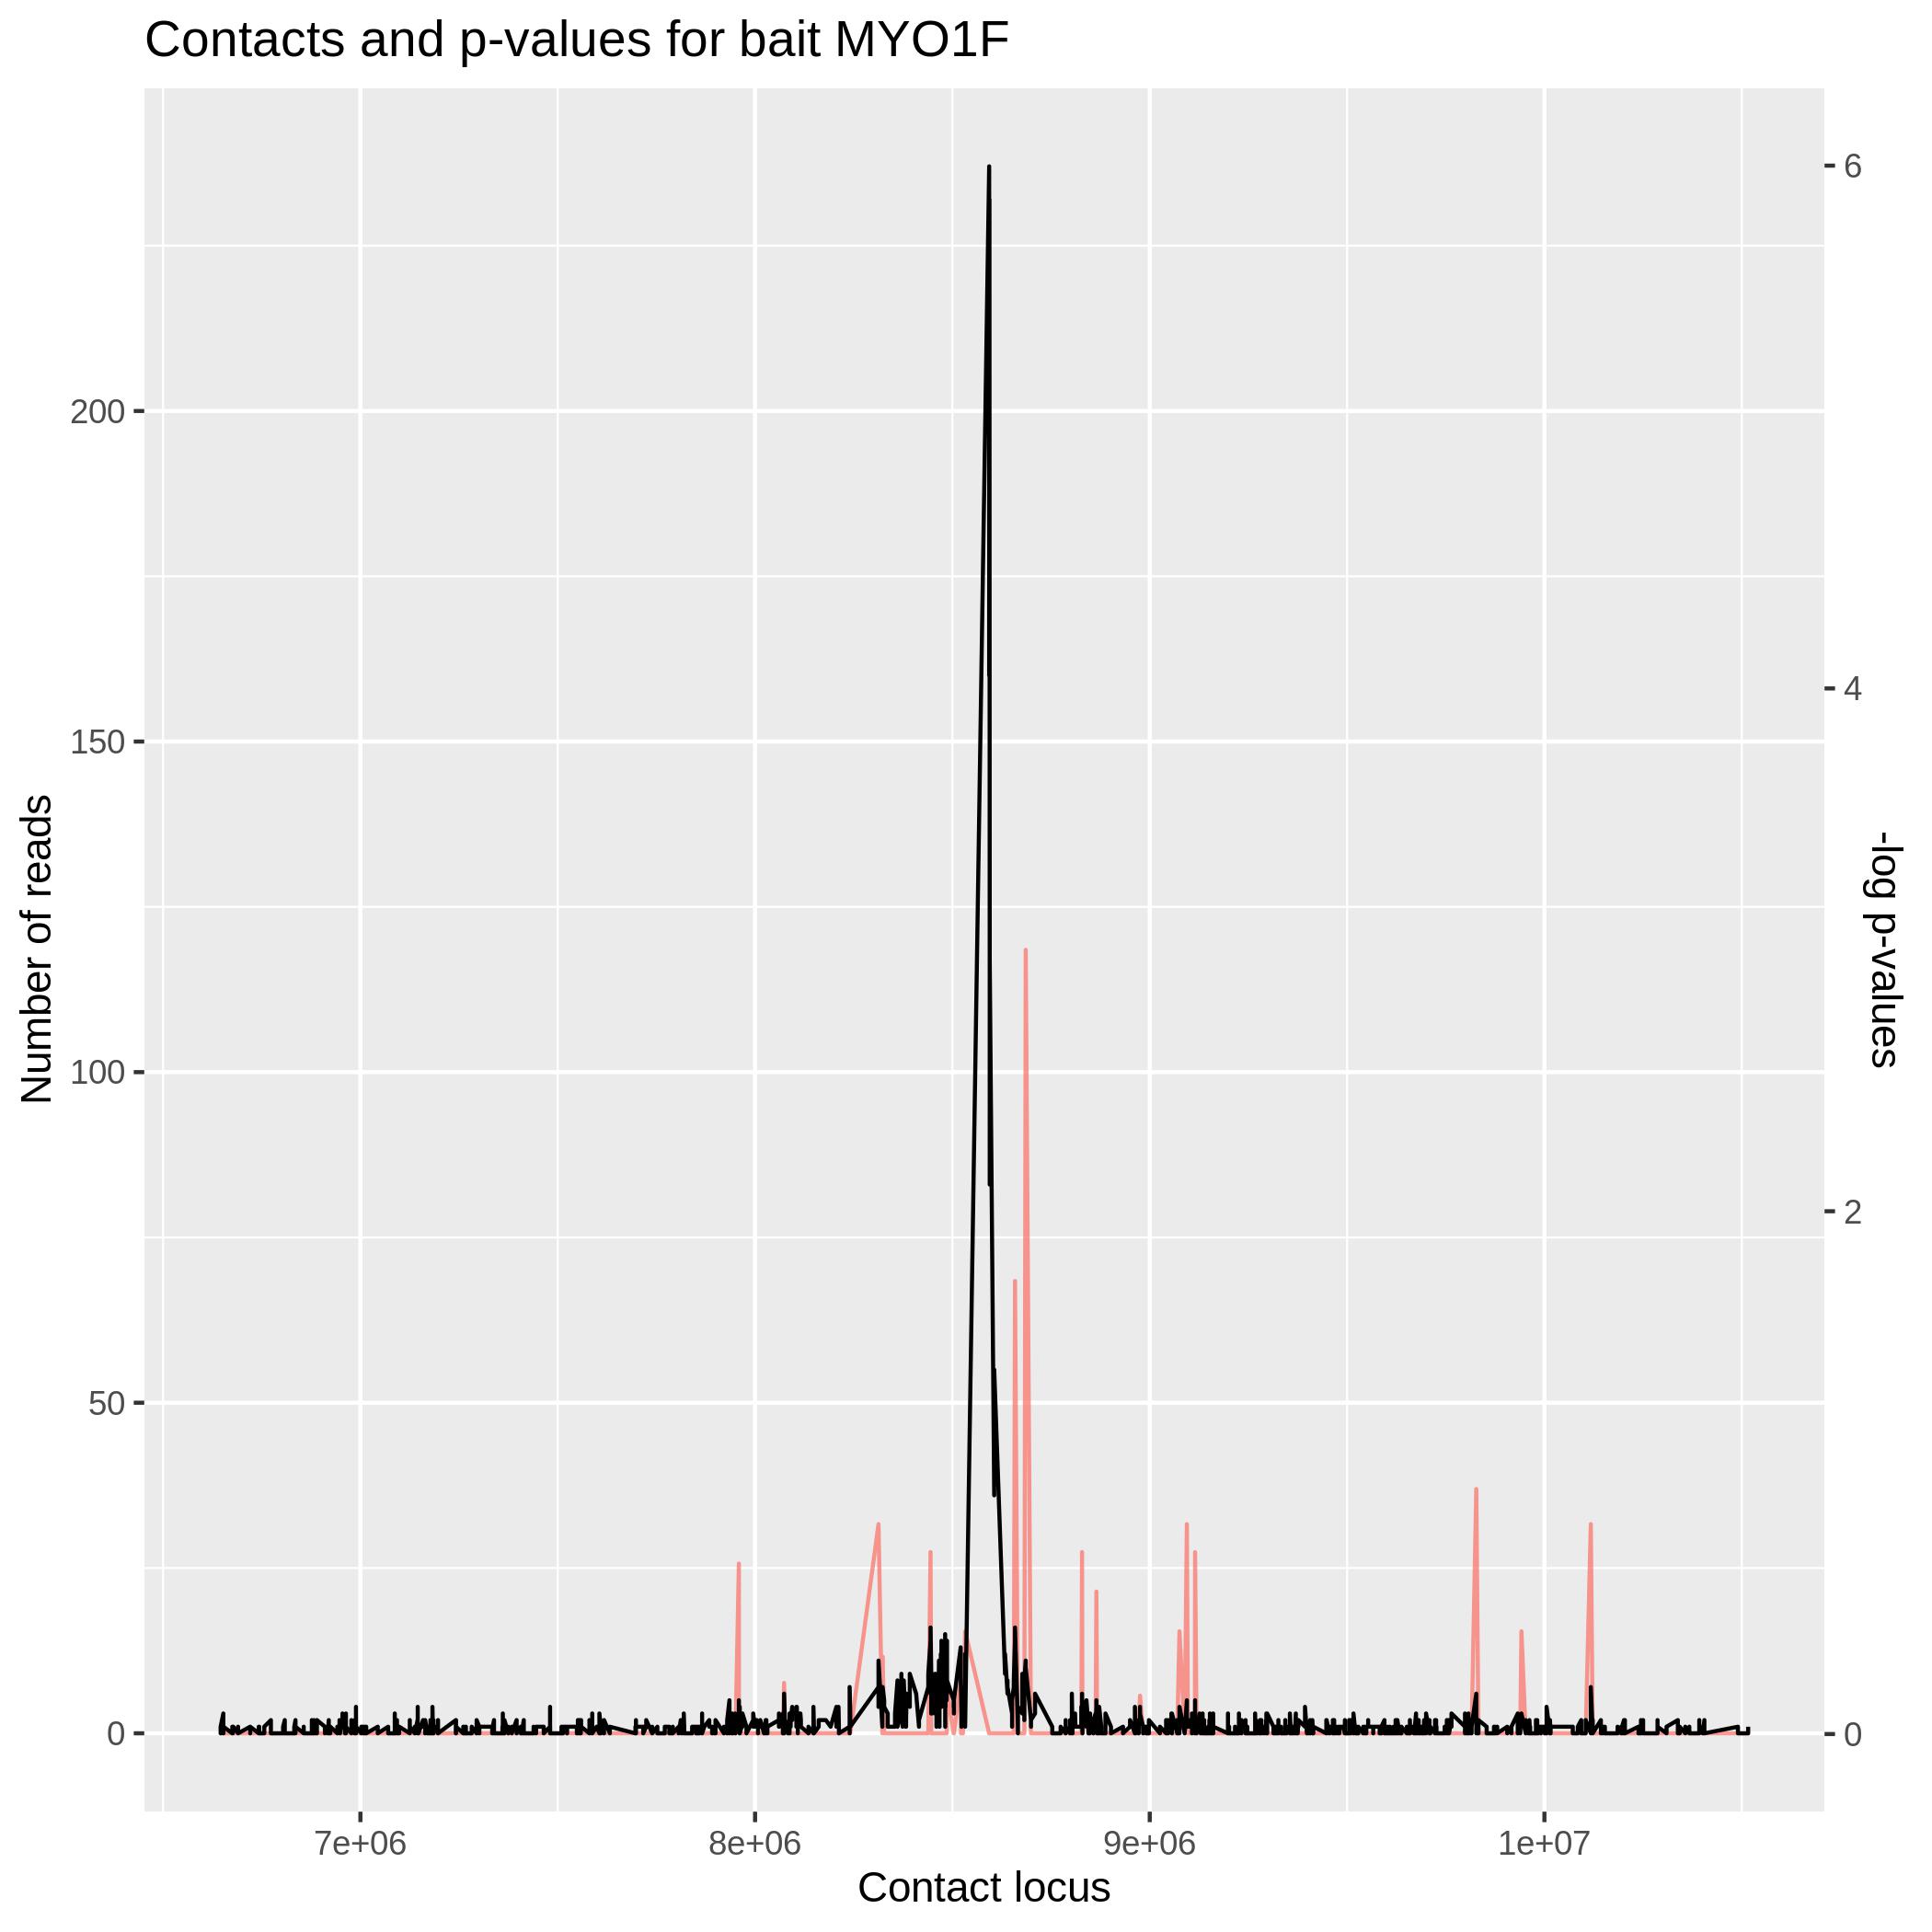 Contacts and p-values for bait MYO1F
Number of reads
200
150
100
50
0
6
4
2
0
-log p-values
7e+06
8e+06
9e+06
1e+07
Contact locus